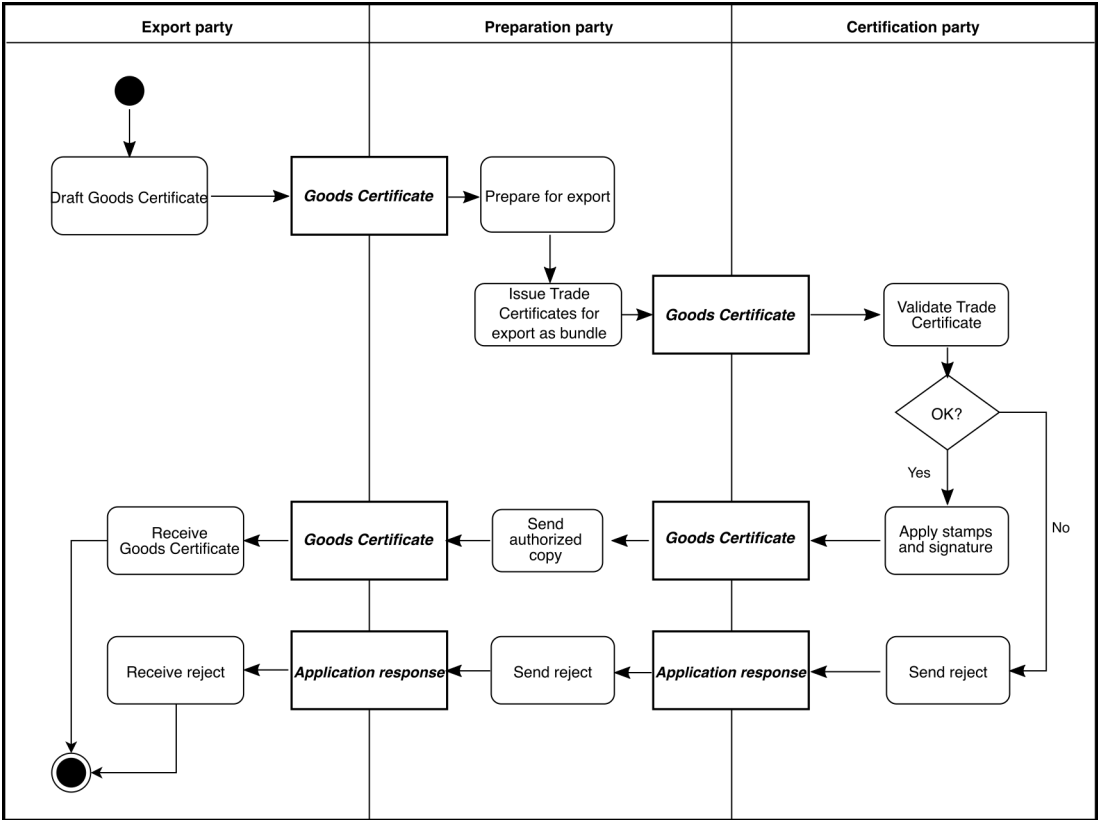 Export party
Preparation party
Certification party
Draft Goods Certificate
Goods Certificate
Prepare for export
Issue Trade
Certificates for
export as bundle
Goods Certificate
Validate Trade
Certificate
OK?
Yes
No
Receive
Goods Certificate
Goods Certificate
Send
authorized
copy
Goods Certificate
Apply stamps
and signature
Receive reject
Application response
Send reject
Application response
Send reject